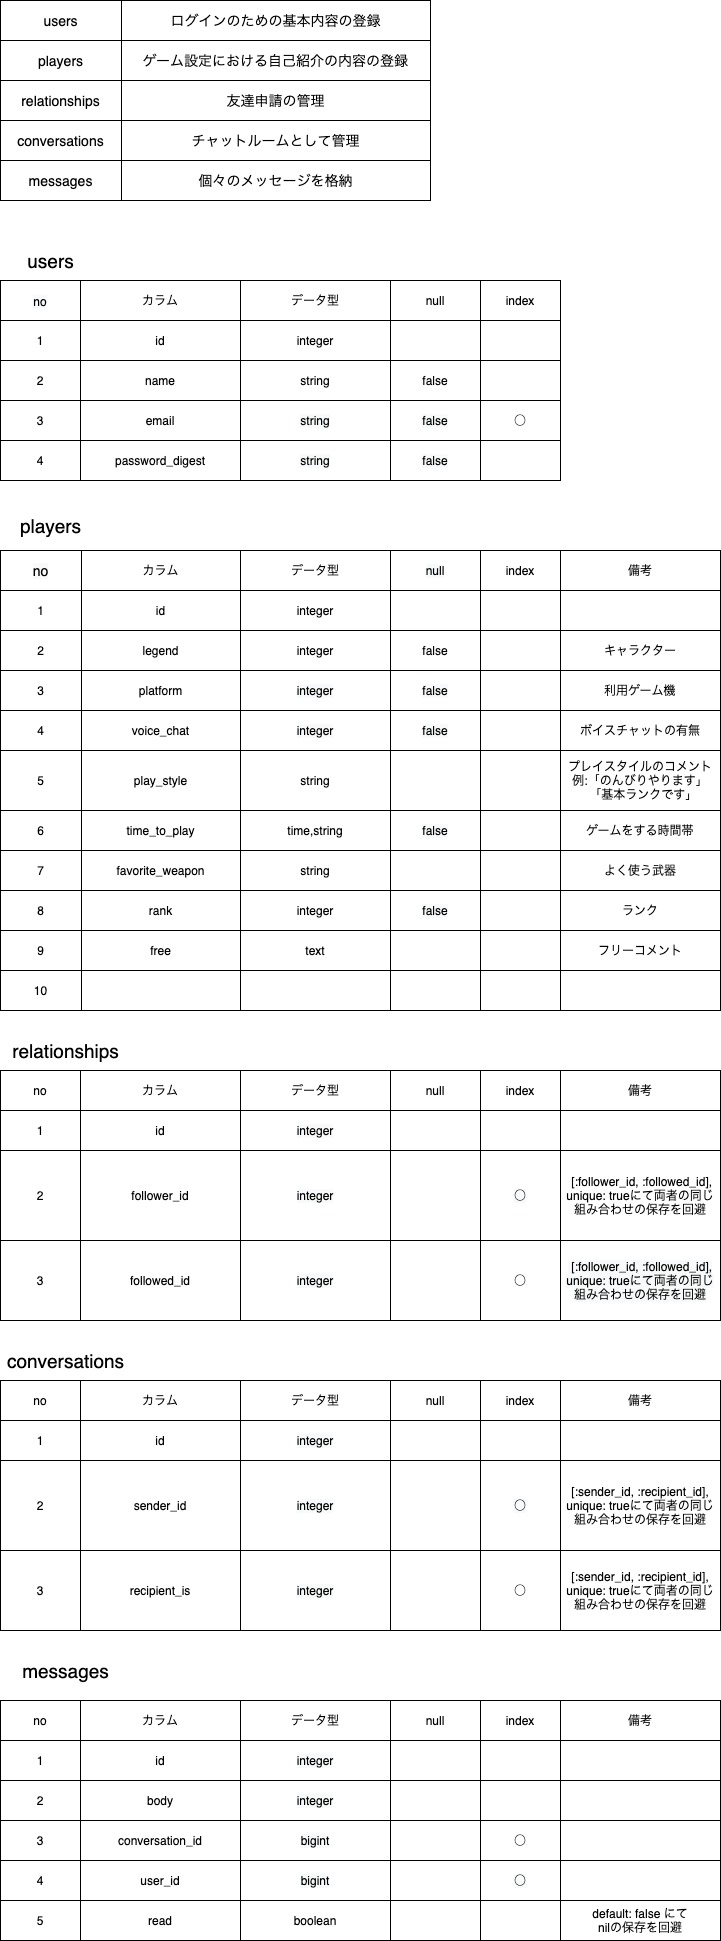 users ログインのための基本内容の登録
players ゲーム設定における自己紹介の内容の登録
relationships 友達申請の管理
conversations チャットルームとして管理
messages 個々のメッセージを格納
users
no カラム データ型 null index
1 id integer
2 name string false
3 email string false ○
4 password_digest string false
players
no カラム データ型 null index 備考
1 id integer
2 legend integer false キャラクター
3 platform integer false 利用ゲーム機
4 voice_chat integer false ボイスチャットの有無
プレイスタイルのコメント
5 play_style string 例:「のんびりやります」
「基本ランクです」
6 time_to_play time,string false ゲームをする時間帯
7 favorite_weapon string よく使う武器
8 rank integer false ランク
9 free text フリーコメント
10
relationships
no カラム データ型 null index 備考
1 id integer
[:follower_id, :followed_id],
2 follower_id integer ○ unique: trueにて両者の同じ
組み合わせの保存を回避
[:follower_id, :followed_id],
3 followed_id integer ○ unique: trueにて両者の同じ
組み合わせの保存を回避
conversations
no カラム データ型 null index 備考
1 id integer
[:sender_id, :recipient_id],
2 sender_id integer ○ unique: trueにて両者の同じ
組み合わせの保存を回避
[:sender_id, :recipient_id],
3 recipient_is integer ○ unique: trueにて両者の同じ
組み合わせの保存を回避
messages
no カラム データ型 null index 備考
1 id integer
2 body integer
3 conversation_id bigint ○
4 user_id bigint ○
5 read boolean default: false にて
nilの保存を回避